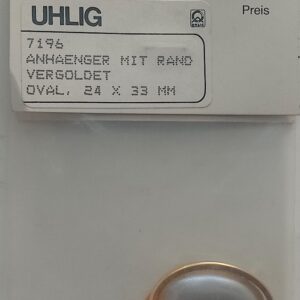 UHLIG
Preis
7196
ANHAENGER MIT RAND
VERGOLDET
OVAL, 24 X 33 MM